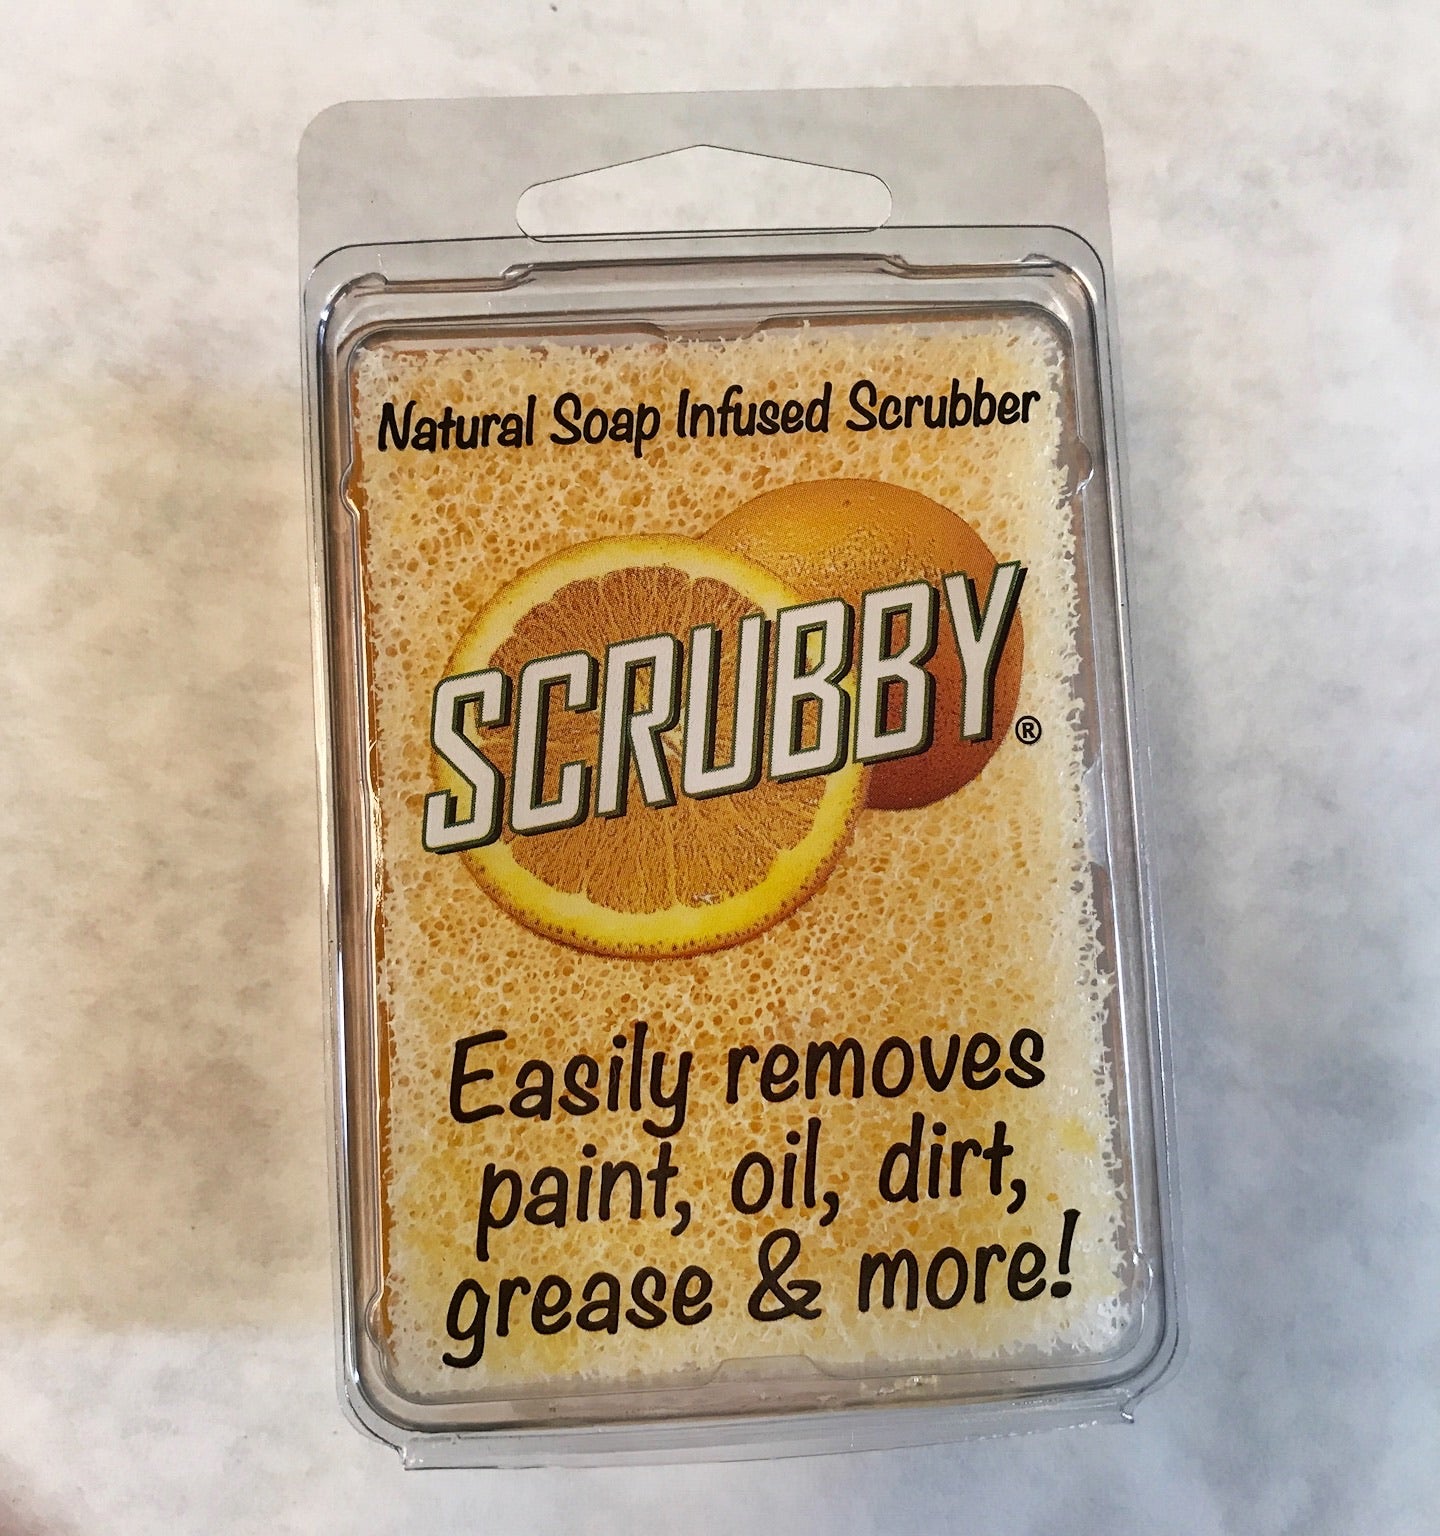 Natural Soap Infused Scrubber
SCRUBBY®
Easily removes
paint, oil, dirt,
grease & more!